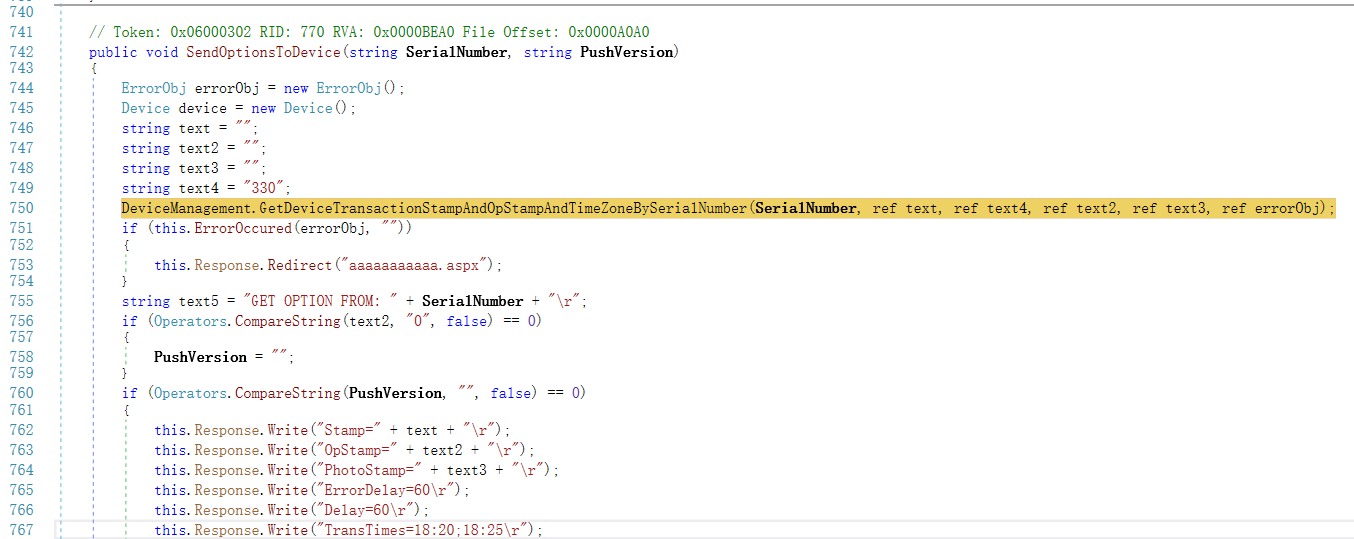 740
741 // Token: 0x06000302 RID: 770 RVA: 0x0000BEA0 File Offset: 0x0000A0A0
742 public void SendOptionsToDevice(string SerialNumber, string PushVersion)
743 {
744 ErrorObj errorObj = new ErrorObj();
745 Device device = new Device();
746 string text = "";
747 string text2 = "";
748 string text3 = "";
749 string text4 = "330";
750 DeviceManagement.GetDeviceTransactionStampAndOpStampAndTimeZoneBySerialNumber(SerialNumber, ref text, ref text4, ref text2, ref text3, ref errorObj);
751 if (this.ErrorOccured(errorObj, ""))
752 {
753 this.Response.Redirect("aaaaaaaaaaa.aspx");
754 }
755 string text5 = "GET OPTION FROM: " + SerialNumber + "\r";
756 if (Operators.CompareString(text2, "0", false) == 0)
757 {
758 PushVersion = "";
759 }
760 if (Operators.CompareString(PushVersion, "", false) == 0)
761 {
762 this.Response.Write("Stamp=" + text + "\r");
763 this.Response.Write("OpStamp=" + text2 + "\r");
764 this.Response.Write("PhotoStamp=" + text3 + "\r");
765 this.Response.Write("ErrorDelay=60\r");
766 this.Response.Write("Delay=60\r");
767 this.Response.Write("TransTimes=18:20;18:25\r");